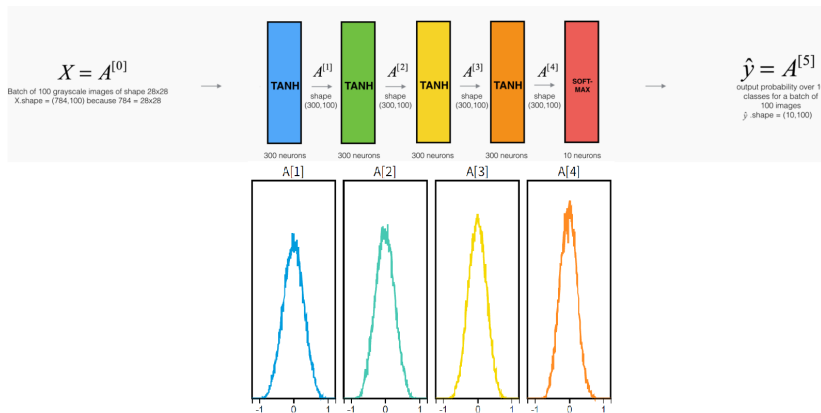 X = A[0]
Batch of 100 grayscale images of shape 28x28
X.shape = (784,100) because 784 = 28x28
TANH
A[1]
shape
(300,100)
TANH
A[2]
shape
(300,100)
TANH
A[3]
shape
(300,100)
TANH
A[4]
shape
(300,100)
SOFT-
MAX
ŷ = A[5]
output probability over 1
classes for a batch of
100 images
ŷ .shape = (10,100)
300 neurons
300 neurons
300 neurons
300 neurons
10 neurons
A[1]
A[2]
A[3]
A[4]
-1 0 1
-1 0 1
-1 0 1
-1 0 1